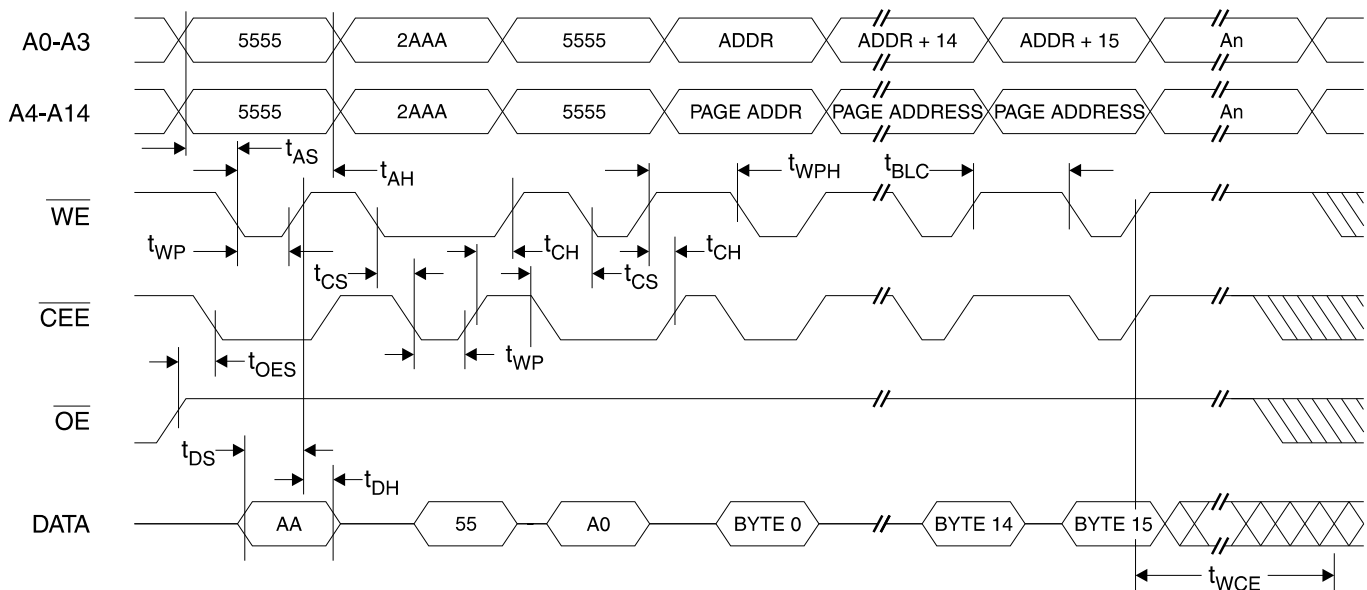 A0-A3 5555 2AAA 5555 ADDR ADDR + 14 ADDR + 15 An
A4-A14 5555 2AAA 5555 PAGE ADDR PAGE ADDRESS PAGE ADDRESS An
tAS tAH tWPH tBLC
WE
tWP tCS tCH tCS tCH
CEE
tOES tWP
OE
tDS tDH
DATA AA 55 A0 BYTE 0 BYTE 14 BYTE 15
tWCE